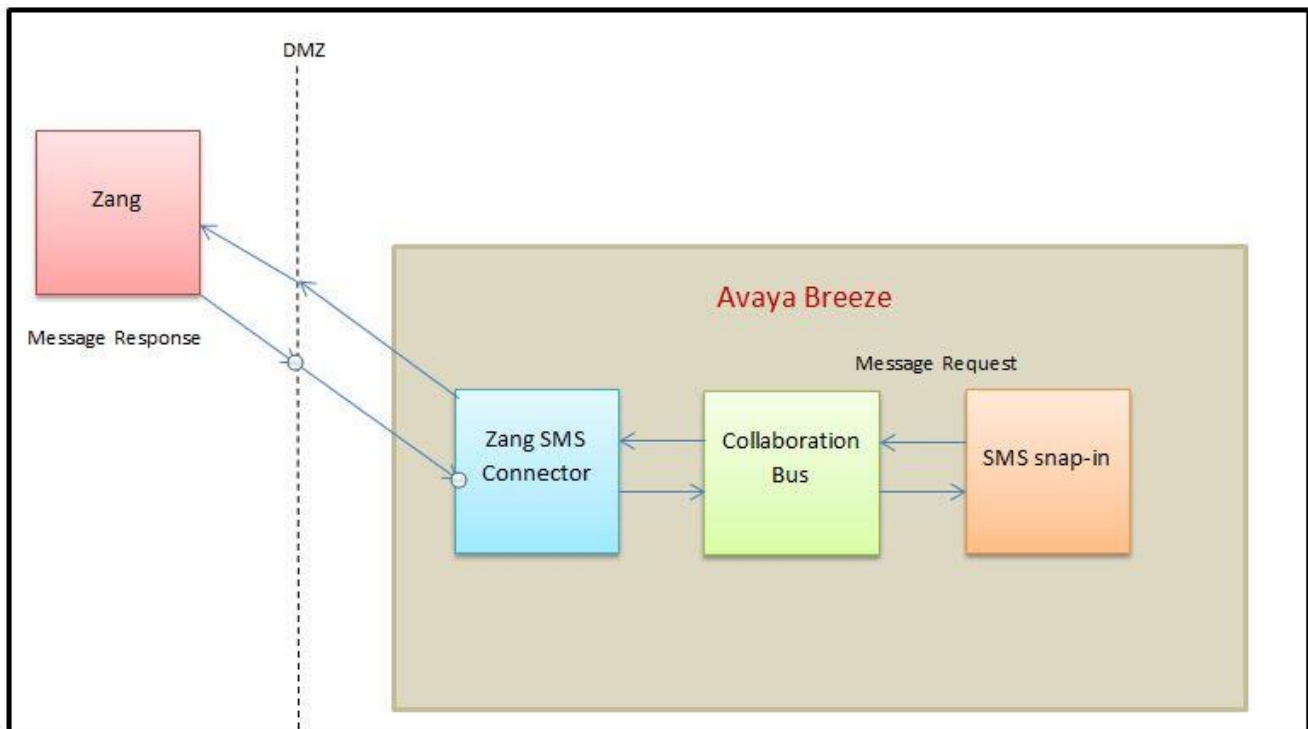 DMZ
Zang
Avaya Breeze
Message Response
Message Request
Zang SMS
Connector
Collaboration
Bus
SMS snap-in